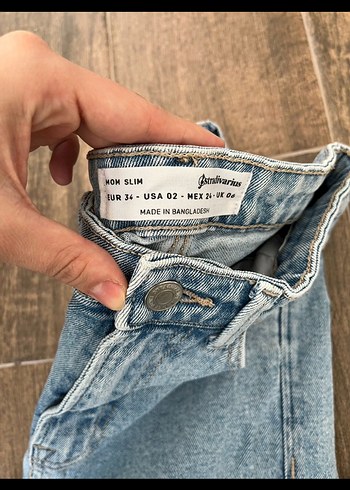 MOM SLIM
Stradivarius
EUR 34 - USA 02 - MEX 24 - UK 06
MADE IN BANGLADESH